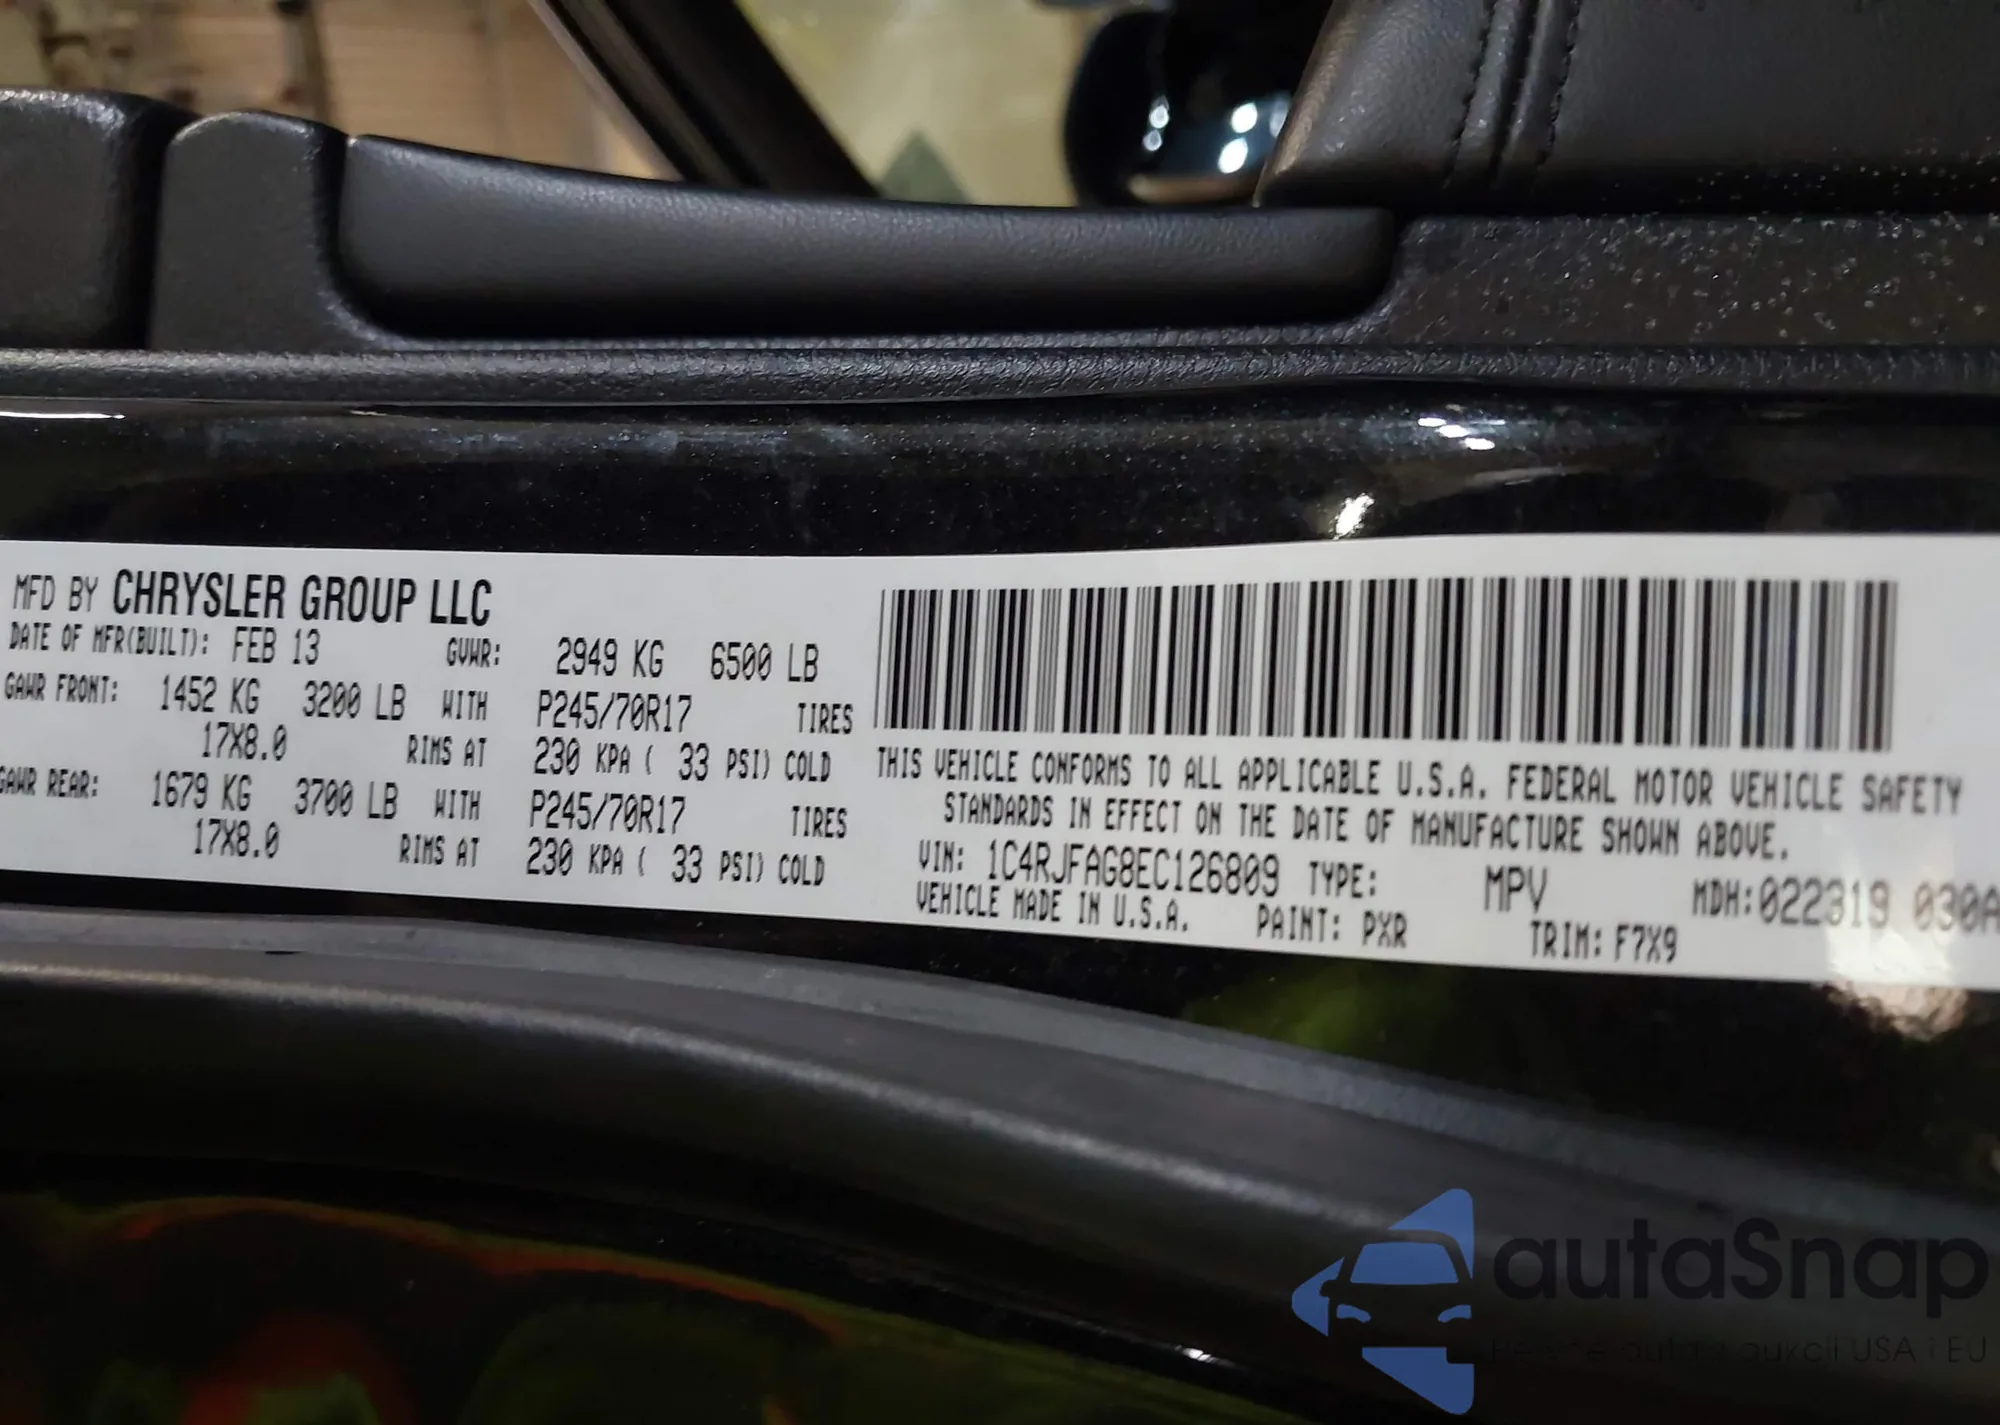 MFD BY CHRYSLER GROUP LLC
DATE OF MFR(BUILT): FEB 13 GVWR: 2949 KG 6500 LB
GAWR FRONT: 1452 KG 3200 LB WITH P245/70R17 TIRES
17X8.0 RIMS AT 230 KPA ( 33 PSI) COLD
GAWR REAR: 1679 KG 3700 LB WITH P245/70R17 TIRES
17X8.0 RIMS AT 230 KPA ( 33 PSI) COLD
THIS VEHICLE CONFORMS TO ALL APPLICABLE U.S.A. FEDERAL MOTOR VEHICLE SAFETY
STANDARDS IN EFFECT ON THE DATE OF MANUFACTURE SHOWN ABOVE.
VIN: 1C4RJFAG8EC126809 TYPE: MPV MDH:022319 030A
VEHICLE MADE IN U.S.A. PAINT: PXR TRIM: F7X9
autaSnap
aukcji USA i EU